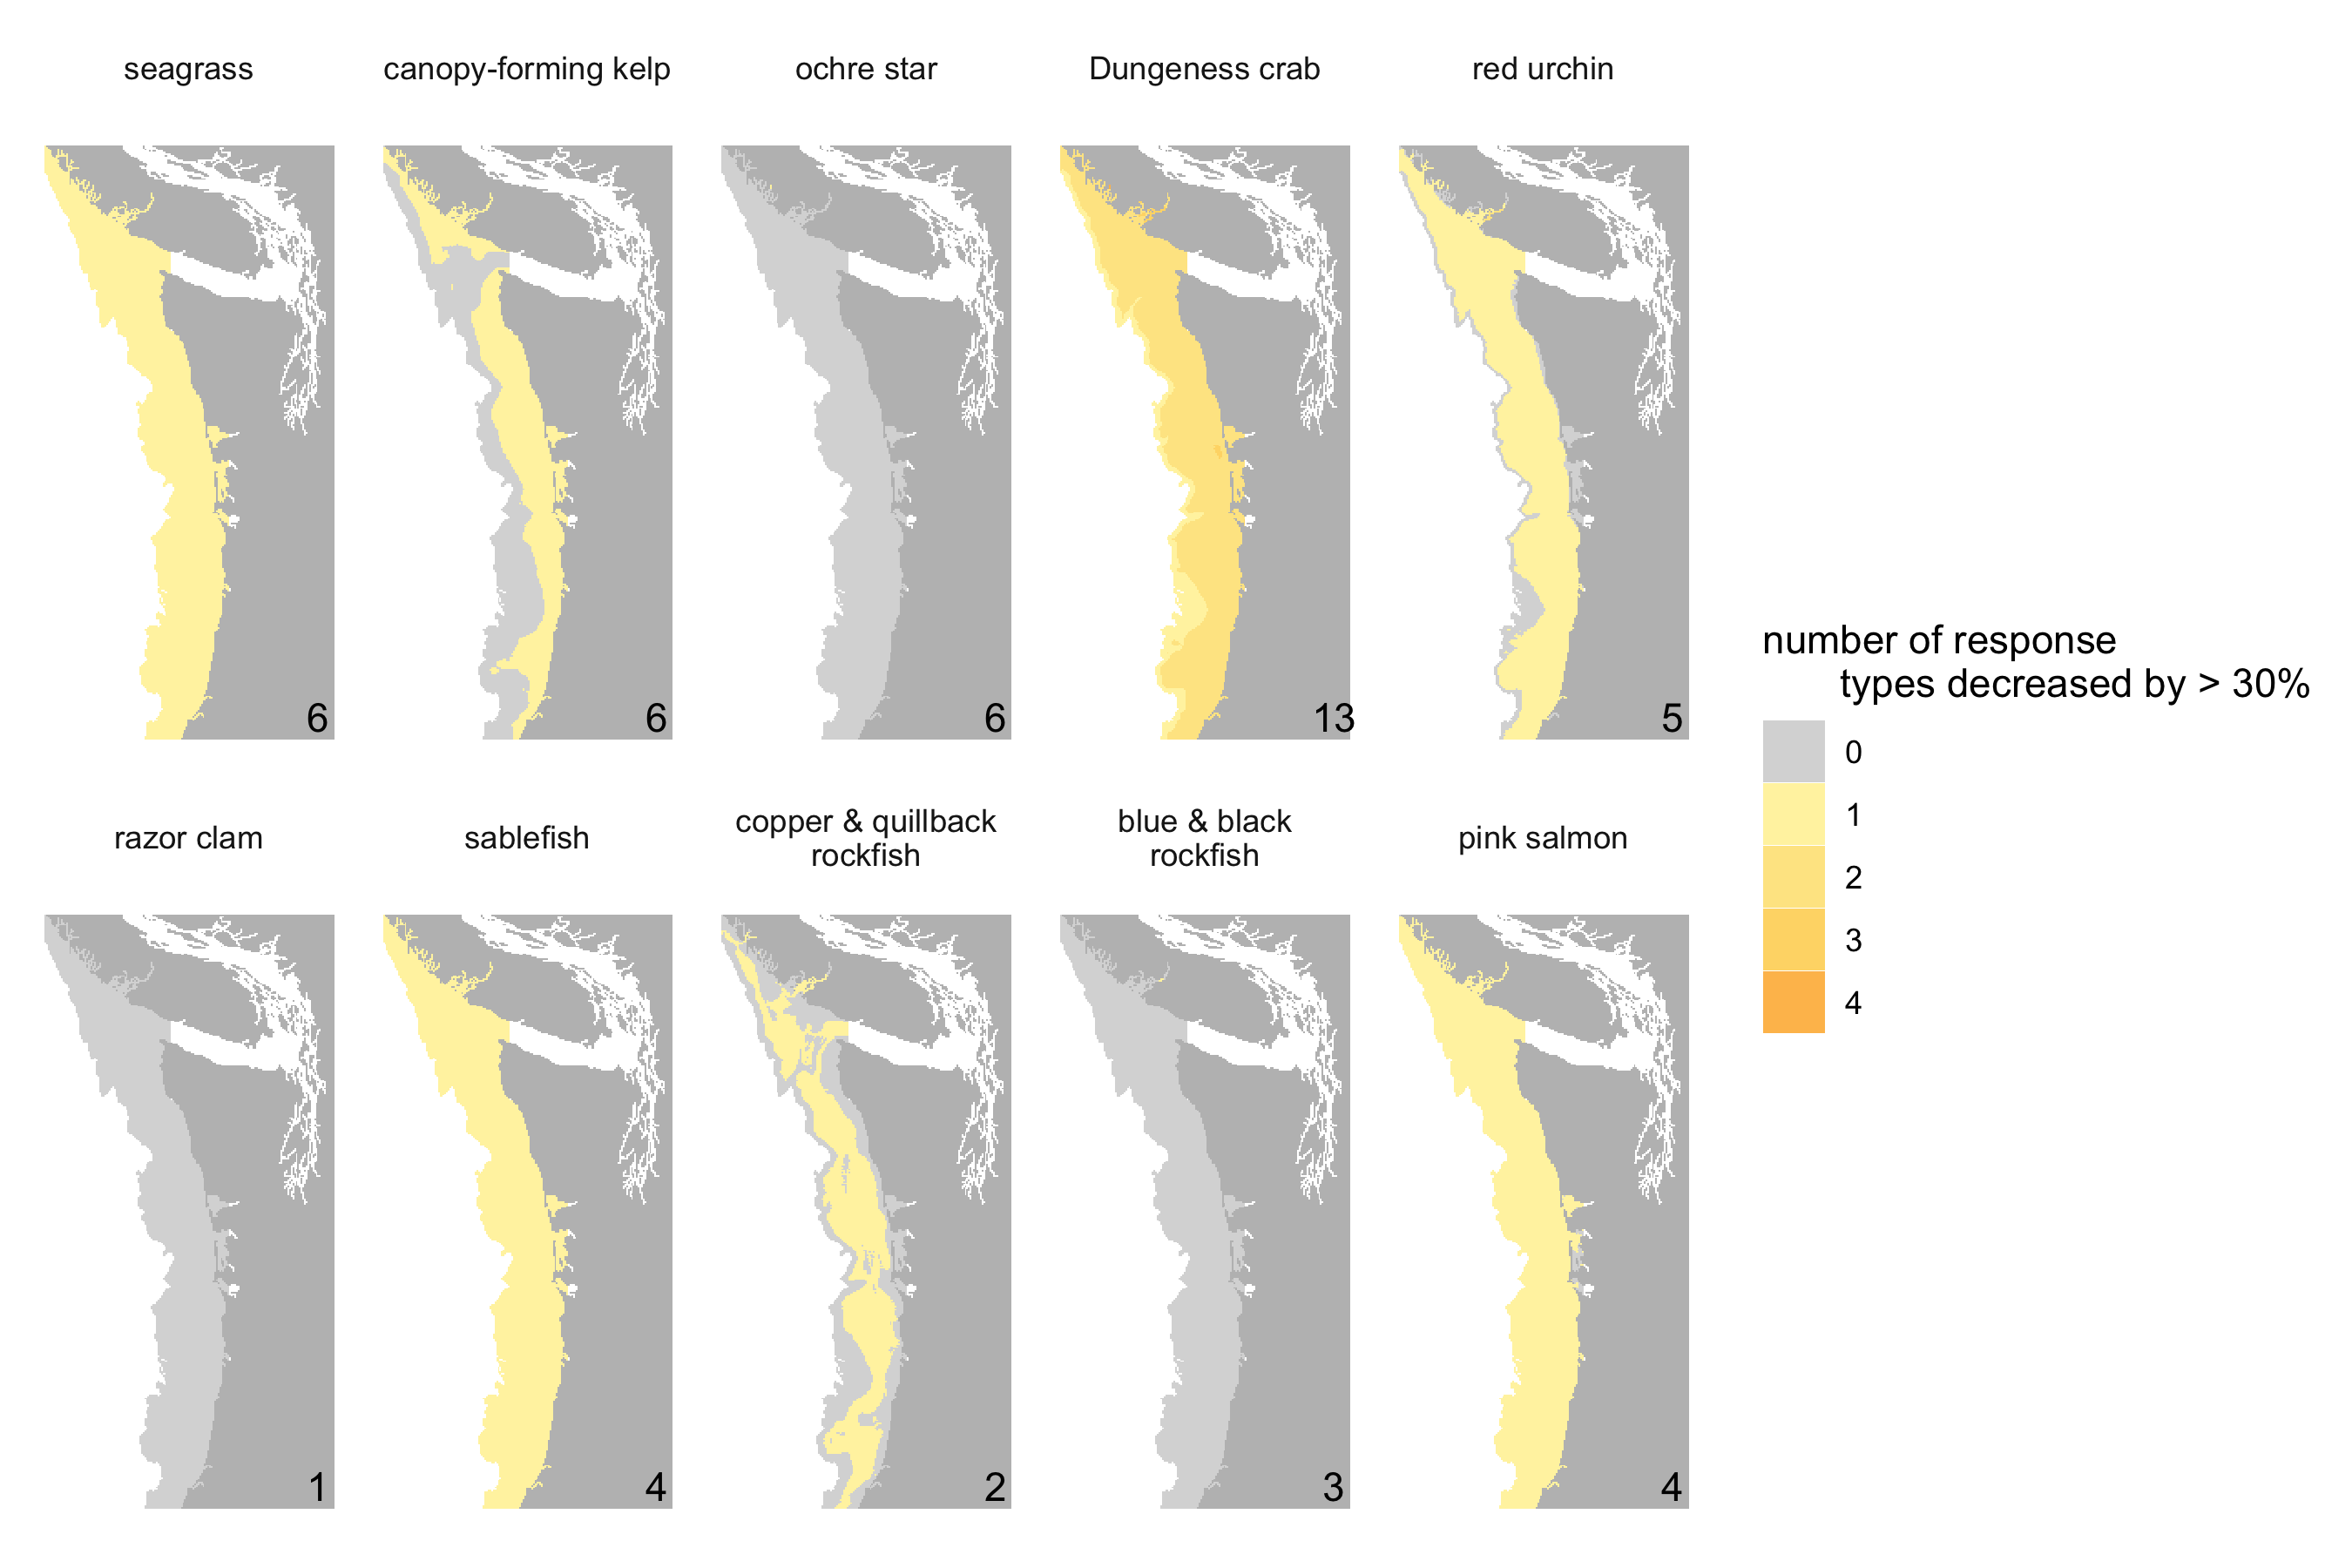 seagrass
canopy-forming kelp
ochre star
Dungeness crab
red urchin
6
6
6
13
5
razor clam
sablefish
copper & quillback
rockfish
blue & black
rockfish
pink salmon
1
4
2
3
4
number of response
types decreased by > 30%
0
1
2
3
4